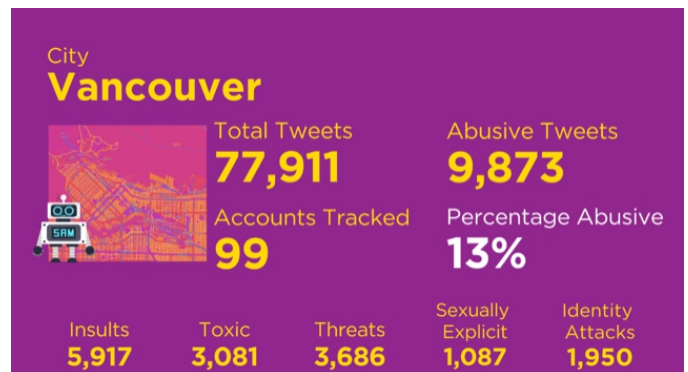 City
Vancouver
Total Tweets
77,911
Abusive Tweets
9,873
Accounts Tracked
99
Percentage Abusive
13%
SAM
Insults
5,917
Toxic
3,081
Threats
3,686
Sexually
Explicit
1,087
Identity
Attacks
1,950